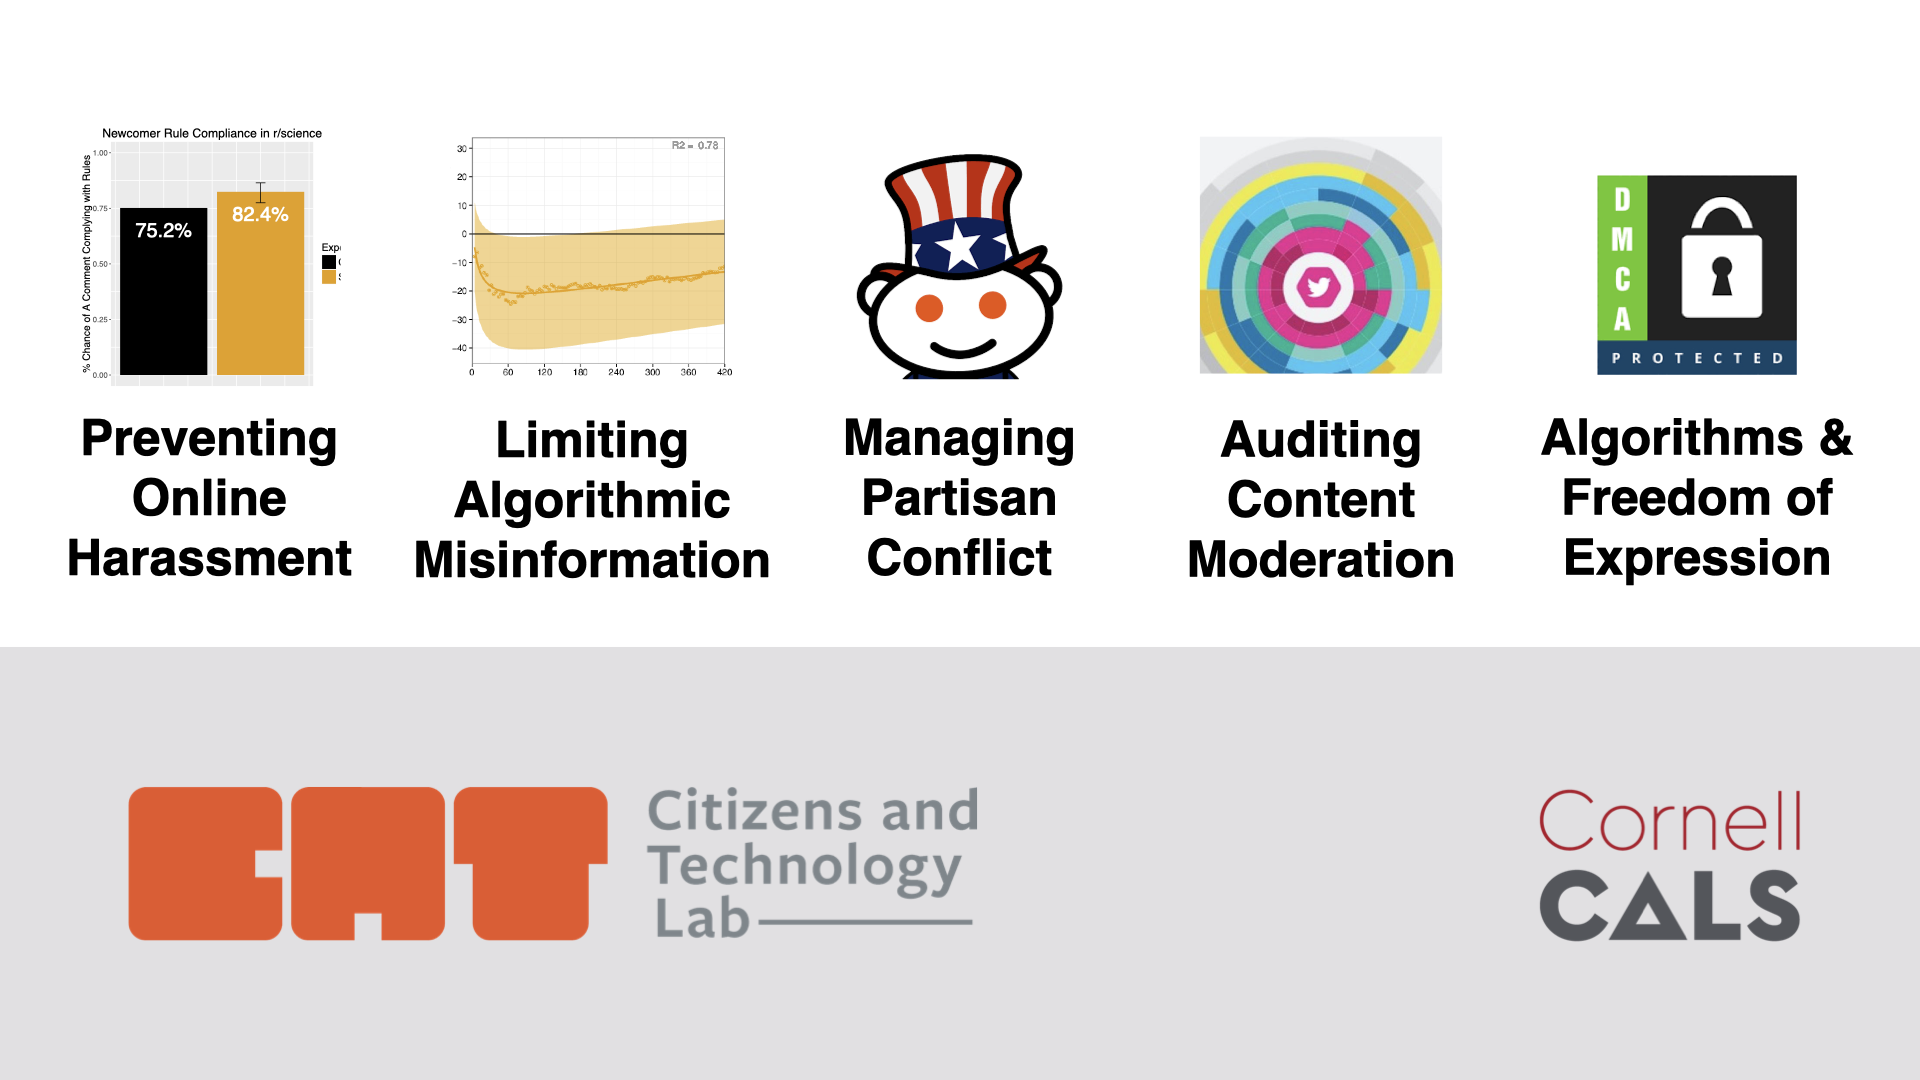 Newcomer Rule Compliance in r/science
% Chance of A Comment Complying with Rules
1.00
0.75
0.50
0.25
0.00
75.2%
82.4%
Exp
R2 = 0.78
30
20
10
0
−10
−20
−30
−40
0 60 120 180 240 300 360 420
DMCA
PROTECTED
Preventing
Online
Harassment
Limiting
Algorithmic
Misinformation
Managing
Partisan
Conflict
Auditing
Content
Moderation
Algorithms &
Freedom of
Expression
CAT
Citizens and
Technology
Lab
Cornell
CALS